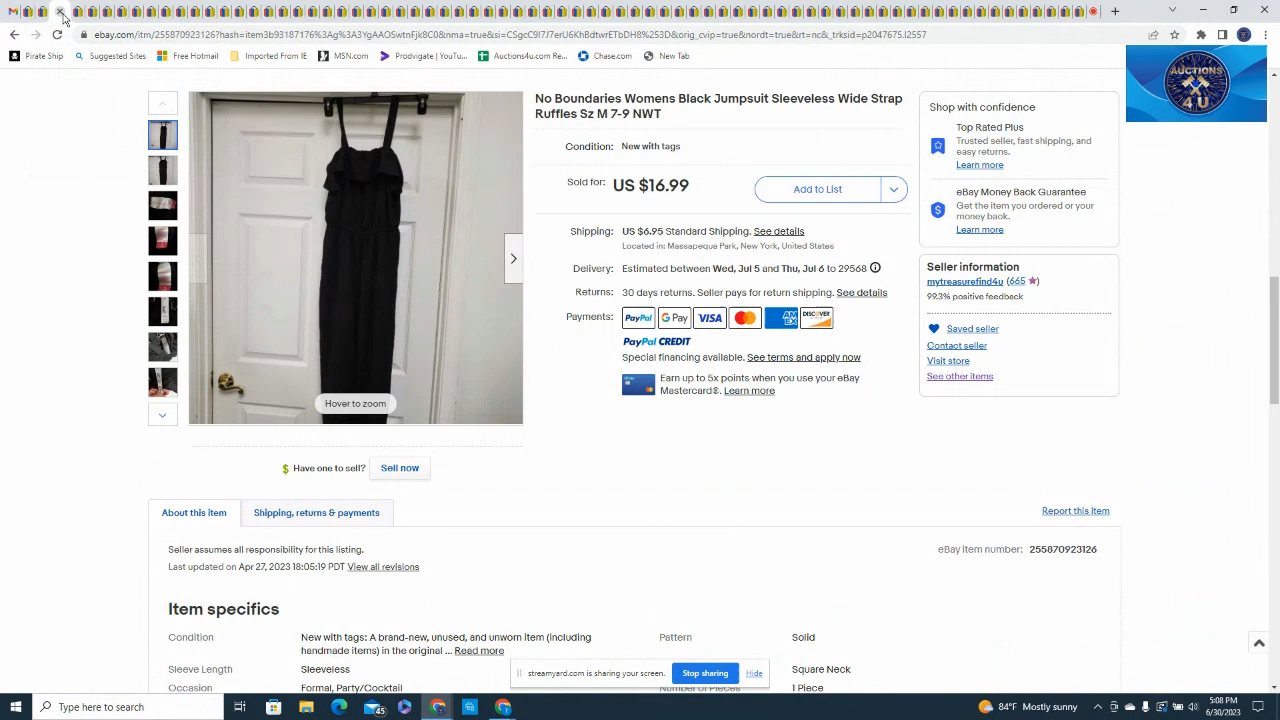 ebay.com/itm/255870923126?hash=item3b93187176%3Ag%3A3YgAAOSwtnFjk8C0&nma=true&si=CSgcC9I7J7erU6KhBdtwrETbDH8%253D&orig_cvip=true&nordt=true&rt=nc&_trksid=p2047675.l2557
Pirate Ship
Suggested Sites
Free Hotmail
Imported From IE
MSN.com
Prodvigate | YouTu...
Auctions4u.com Re...
Chase.com
New Tab
AUCTIONS
4 U
No Boundaries Womens Black Jumpsuit Sleeveless Wide Strap
Ruffles Sz M 7-9 NWT
Condition: New with tags
Sold for: US $16.99
Add to List
Shipping: US $6.95 Standard Shipping. See details
Located in: Massapequa Park, New York, United States
Delivery: Estimated between Wed, Jul 5 and Thu, Jul 6 to 29568
Returns: 30 days returns. Seller pays for return shipping. See details
Payments: PayPal G Pay VISA AMEX DISCOVER
PayPal CREDIT
Special financing available. See terms and apply now
Earn up to 5x points when you use your eBay
Mastercard®. Learn more
Shop with confidence
Top Rated Plus
Trusted seller, fast shipping, and
easy returns.
Learn more
eBay Money Back Guarantee
Get the item you ordered or your
money back.
Learn more
Seller information
mytreasurefind4u (665)
99.3% positive feedback
Saved seller
Contact seller
Visit store
See other items
Hover to zoom
Have one to sell? Sell now
About this item
Shipping, returns & payments
Report this item
Seller assumes all responsibility for this listing.
eBay item number: 255870923126
Last updated on Apr 27, 2023 18:05:19 PDT View all revisions
Item specifics
Condition New with tags: A brand-new, unused, and unworn item (including
handmade items) in the original ... Read more
Pattern Solid
Sleeve Length Sleeveless
Square Neck
Occasion Formal, Party/Cocktail
Number of Pieces 1 Piece
streamyard.com is sharing your screen.
Stop sharing
Hide
Type here to search
45
84°F Mostly sunny
5:08 PM
6/30/2023